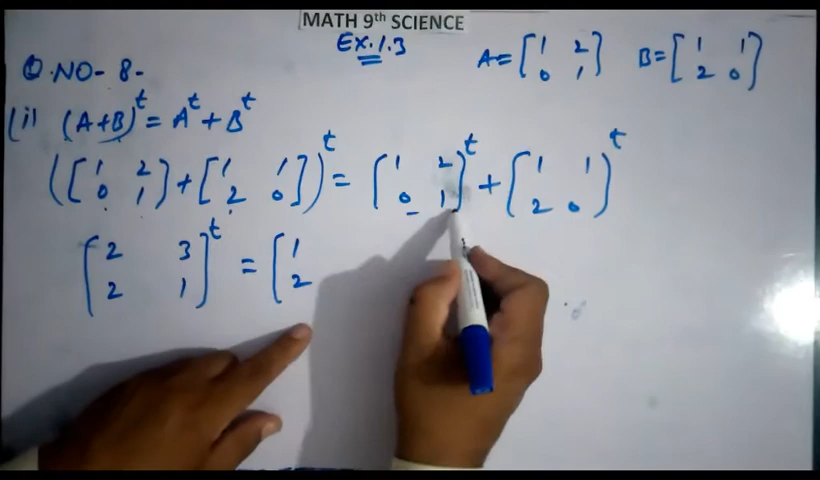 MATH 9th SCIENCE
Ex.1.3
Q.NO-8-
A=[1 2
0 1] B=[1 1
2 0]
(i) (A+B)^t = A^t + B^t
([1 2
0 1]+[1 1
2 0])^t = [1 2
0 1]^t + [1 1
2 0]^t
[2 3
2 1]^t = [1
2